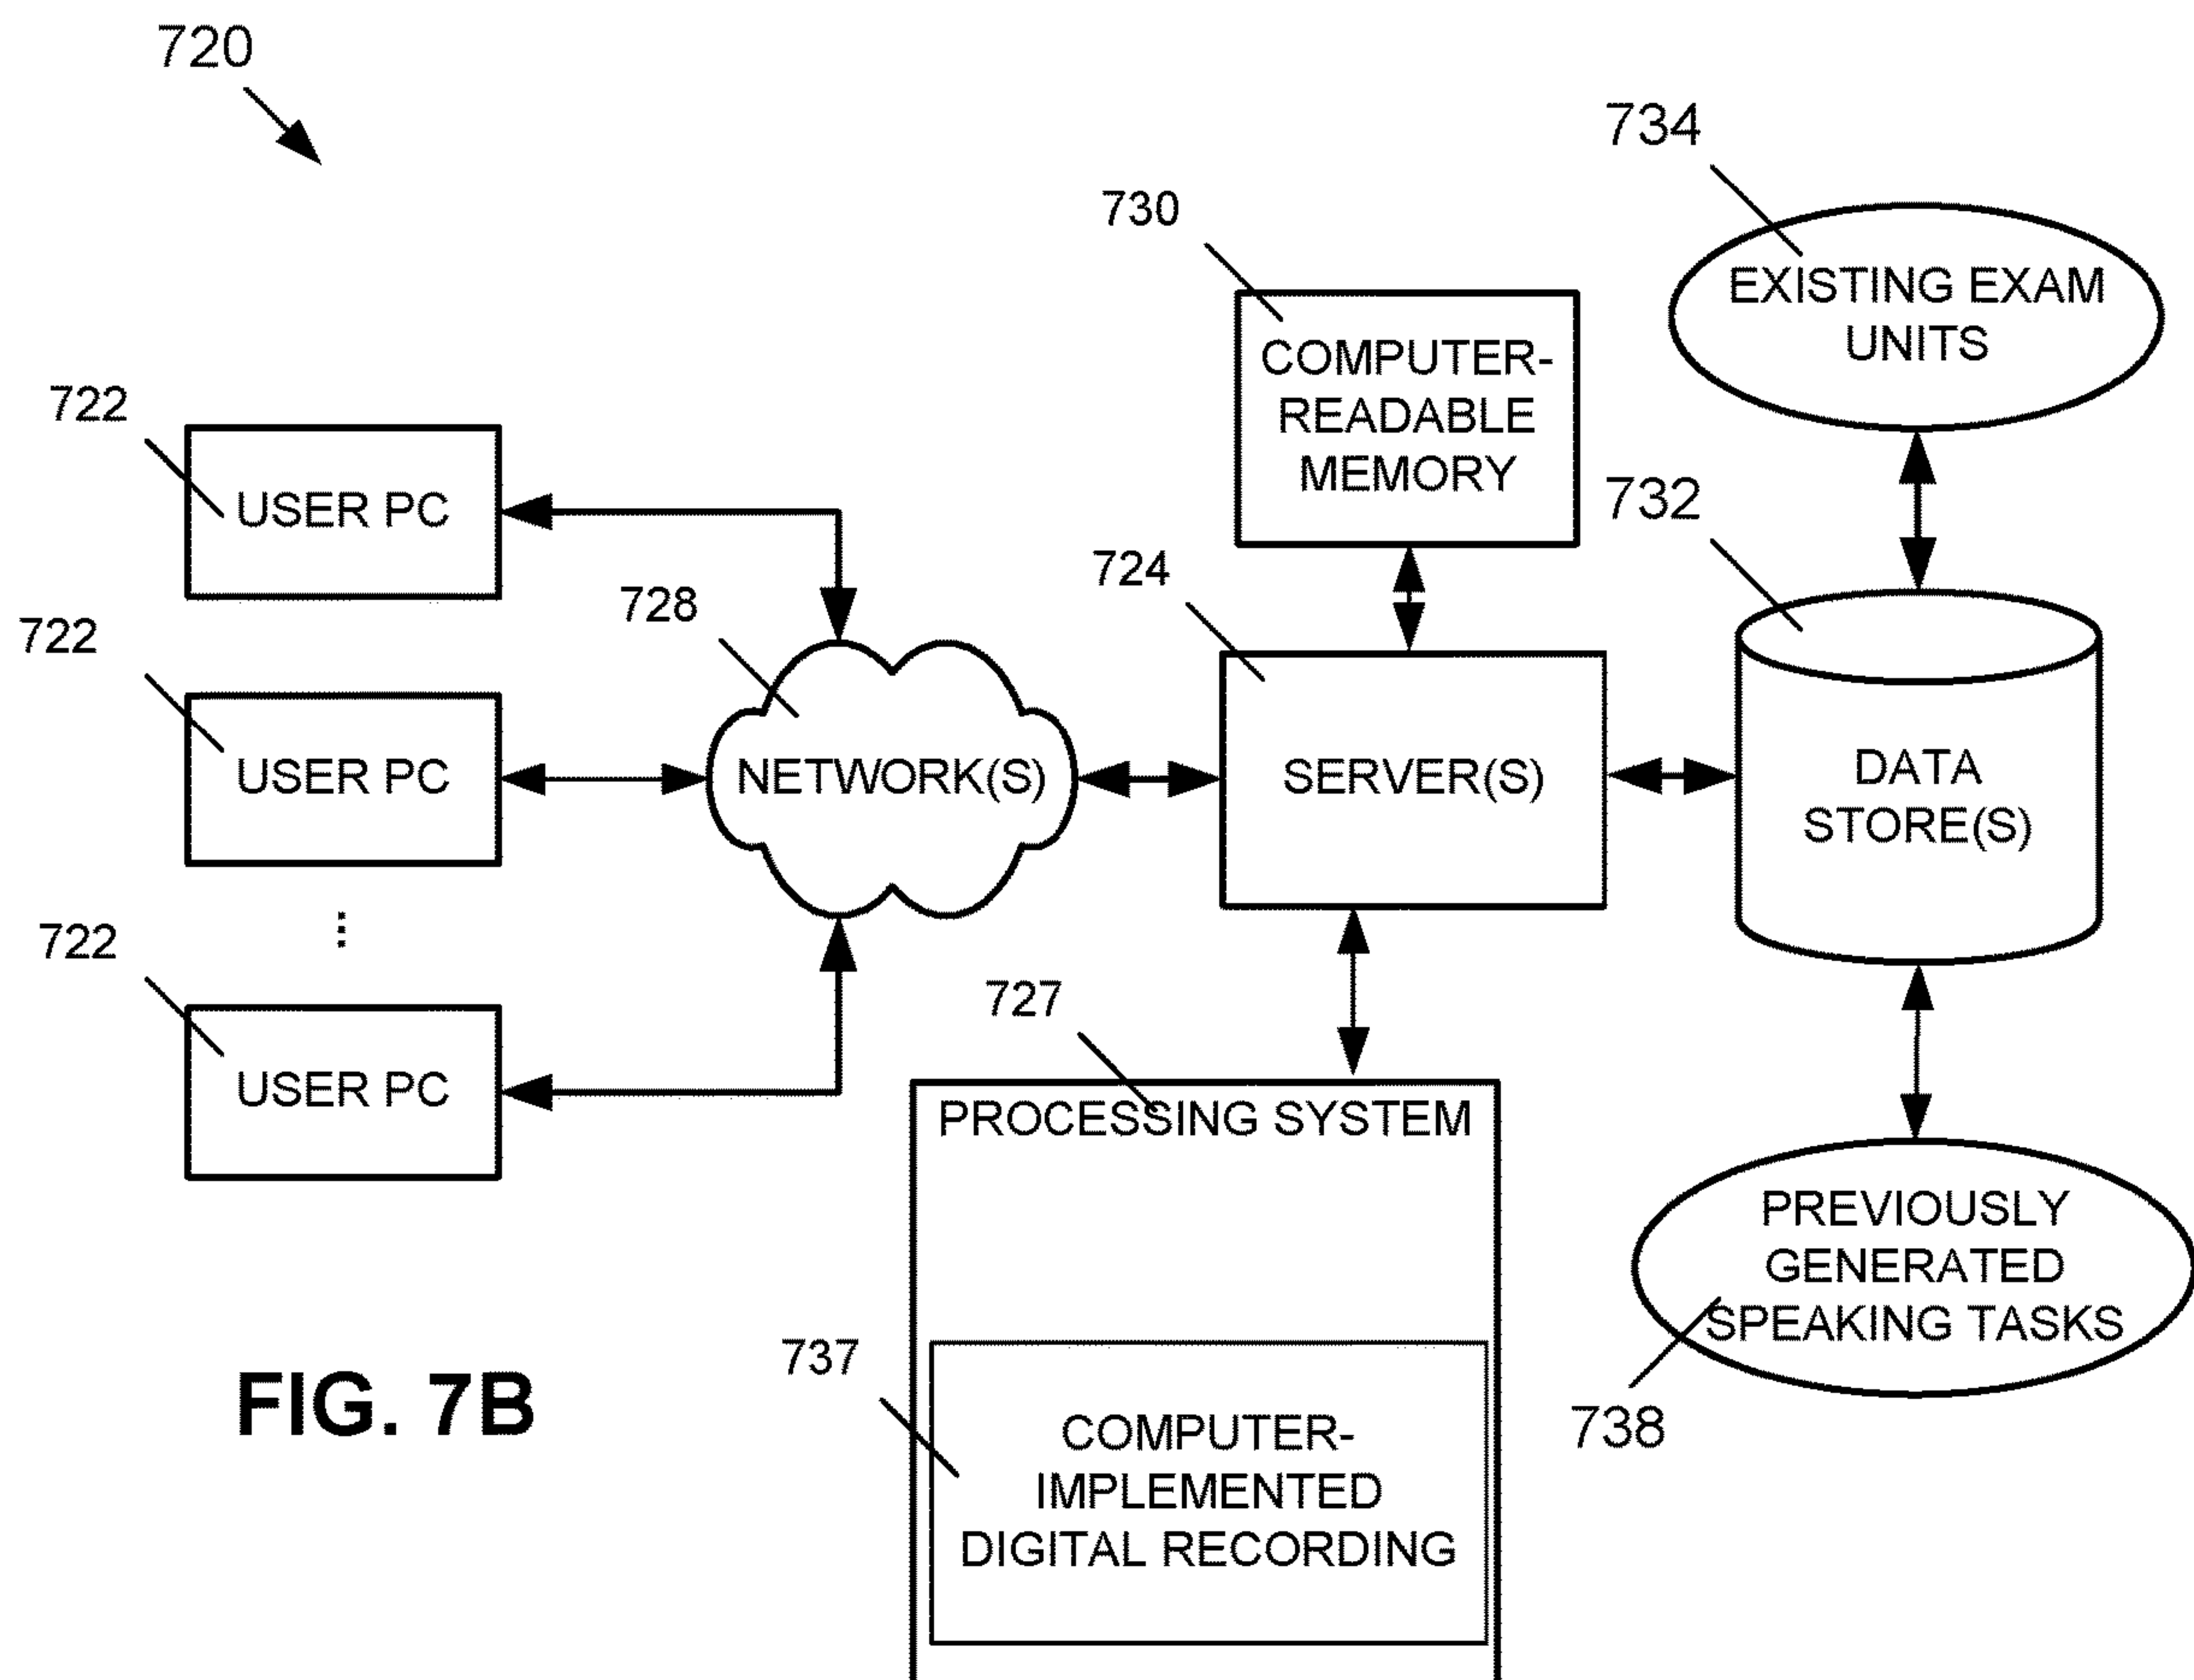 720
734
730
EXISTING EXAM
UNITS
COMPUTER-
READABLE
MEMORY
722
USER PC
732
724
728
722
USER PC
NETWORK(S)
SERVER(S)
DATA
STORE(S)
722
⋮
USER PC
727
PROCESSING SYSTEM
PREVIOUSLY
GENERATED
SPEAKING TASKS
738
737
COMPUTER-
IMPLEMENTED
DIGITAL RECORDING
FIG. 7B